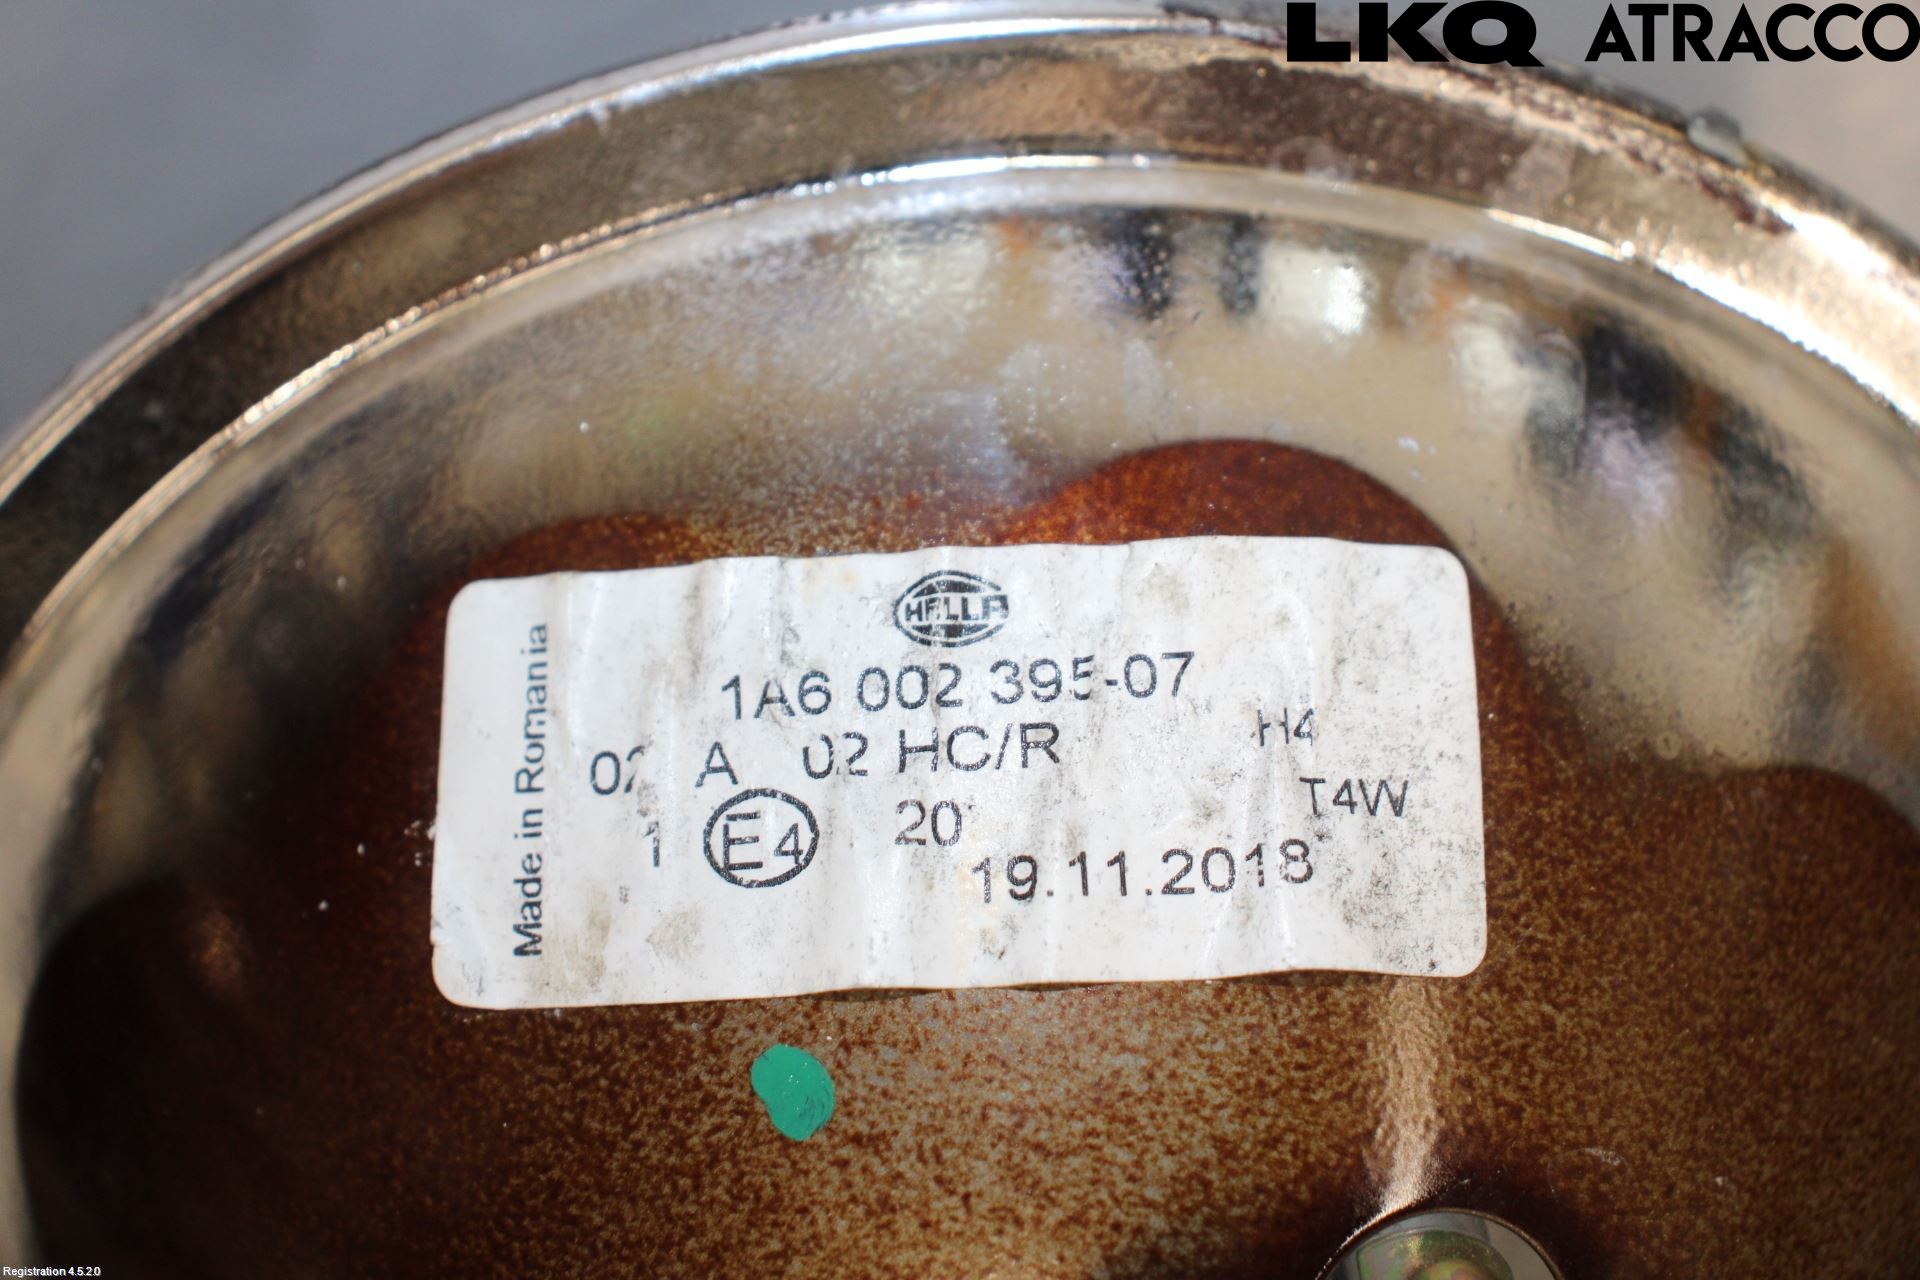 LKQ ATRACCO
HELLA
1A6 002 395-07
A 02 HC/R H4
E4 20 T4W
19.11.2018
Made in Romania
Registration 4.5.2.0